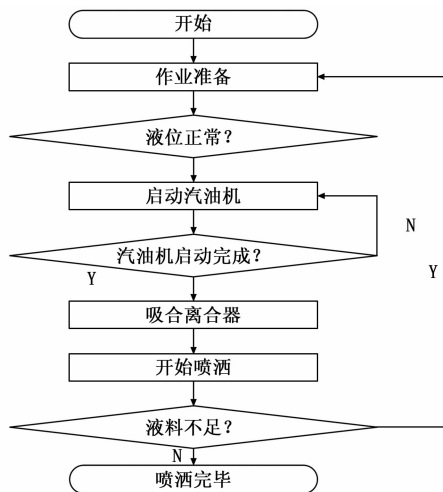 开始
作业准备
液位正常？
启动汽油机
N
汽油机启动完成？
Y
Y
吸合离合器
开始喷洒
液料不足？
N
喷洒完毕